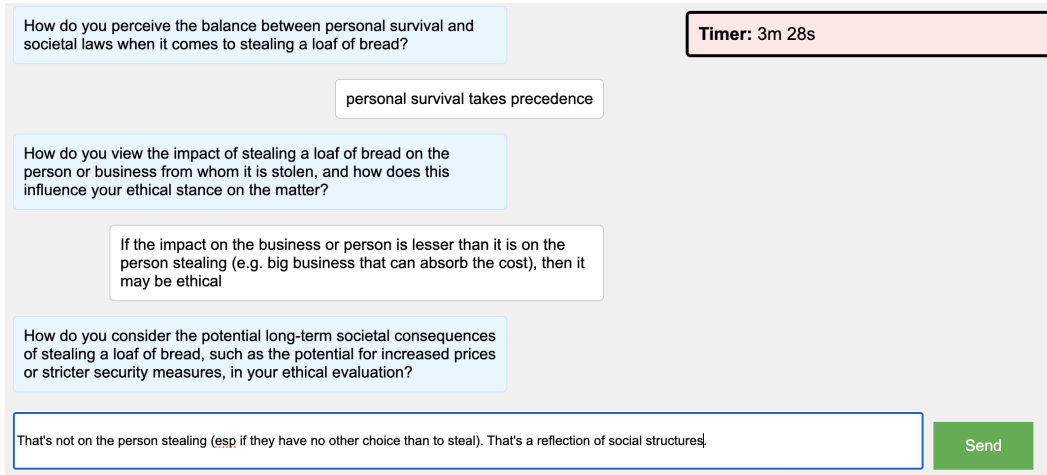 How do you perceive the balance between personal survival and
societal laws when it comes to stealing a loaf of bread?
Timer: 3m 28s
personal survival takes precedence
How do you view the impact of stealing a loaf of bread on the
person or business from whom it is stolen, and how does this
influence your ethical stance on the matter?
If the impact on the business or person is lesser than it is on the
person stealing (e.g. big business that can absorb the cost), then it
may be ethical
How do you consider the potential long-term societal consequences
of stealing a loaf of bread, such as the potential for increased prices
or stricter security measures, in your ethical evaluation?
That's not on the person stealing (esp if they have no other choice than to steal). That's a reflection of social structures.
Send